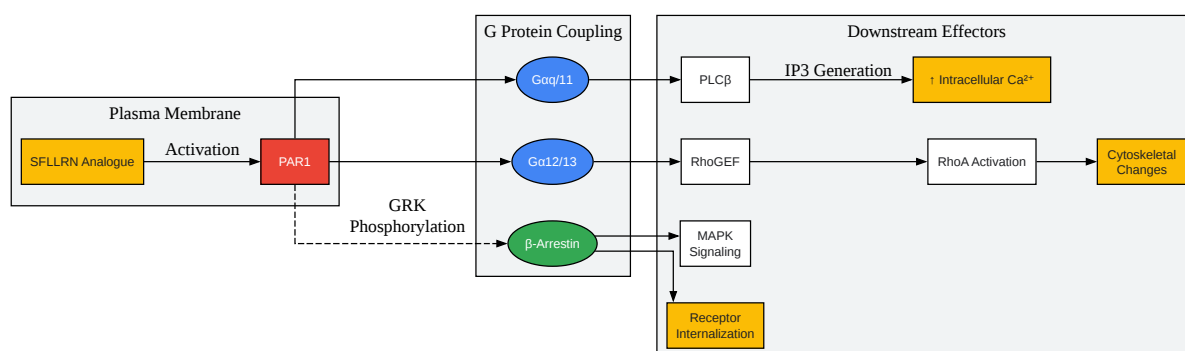 G Protein Coupling
Downstream Effectors
Gαq/11
PLCβ
IP3 Generation
↑ Intracellular Ca²⁺
Plasma Membrane
SFLLRN Analogue
Activation
PAR1
Gα12/13
RhoGEF
RhoA Activation
Cytoskeletal
Changes
GRK
Phosphorylation
β-Arrestin
MAPK
Signaling
Receptor
Internalization